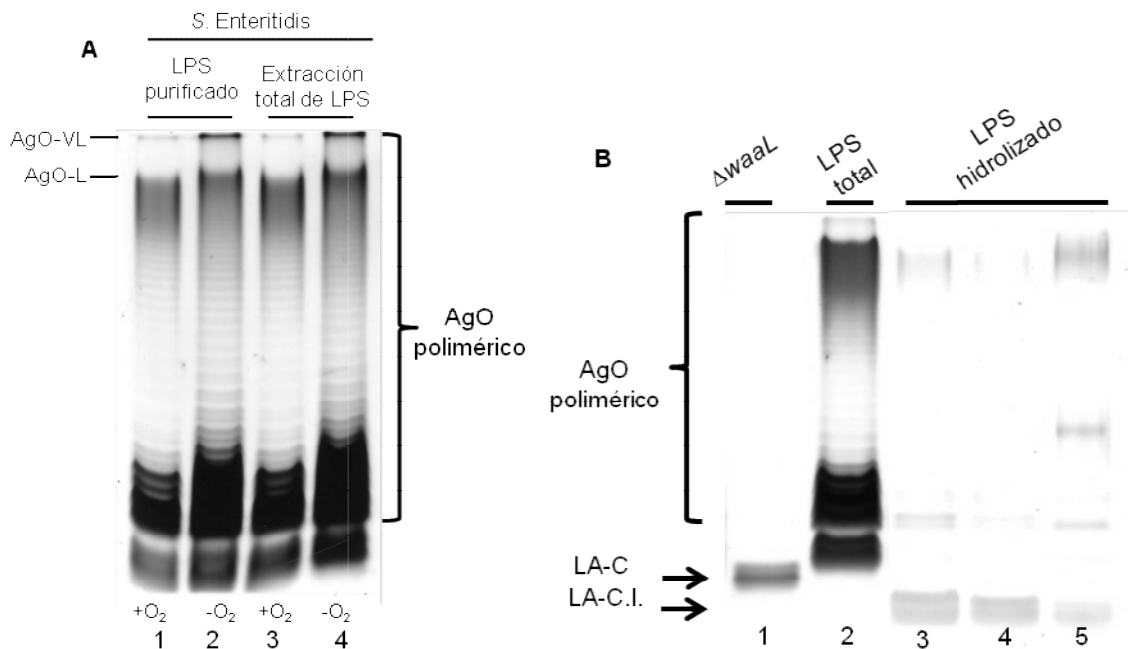 S. Enteritidis
A
LPS
purificado
Extracción
total de LPS
AgO-VL
AgO-L
AgO
polimérico
+O₂
-O₂
+O₂
-O₂
1
2
3
4
B
ΔwaaL
LPS
total
LPS
hidrolizado
AgO
polimérico
LA-C
LA-C.I.
1
2
3
4
5